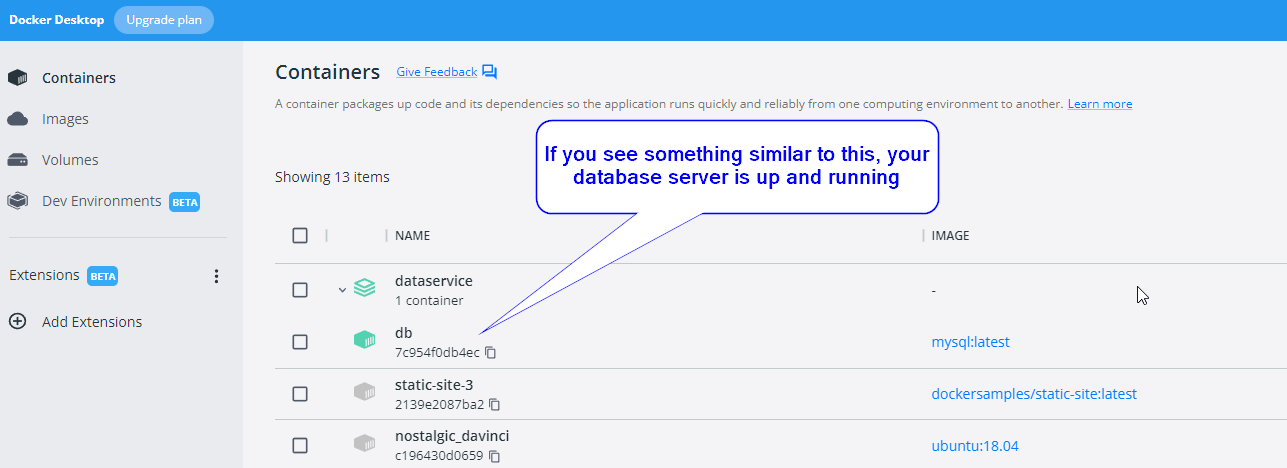 Docker Desktop Upgrade plan
Containers
Images
Volumes
Dev Environments BETA
Extensions BETA
Add Extensions
Containers Give Feedback
A container packages up code and its dependencies so the application runs quickly and reliably from one computing environment to another. Learn more
If you see something similar to this, your
database server is up and running
Showing 13 items
NAME IMAGE
dataservice
1 container
-
db
7c954f0db4ec
mysql:latest
static-site-3
2139e2087ba2
dockersamples/static-site:latest
nostalgic_davinci
c196430d0659
ubuntu:18.04